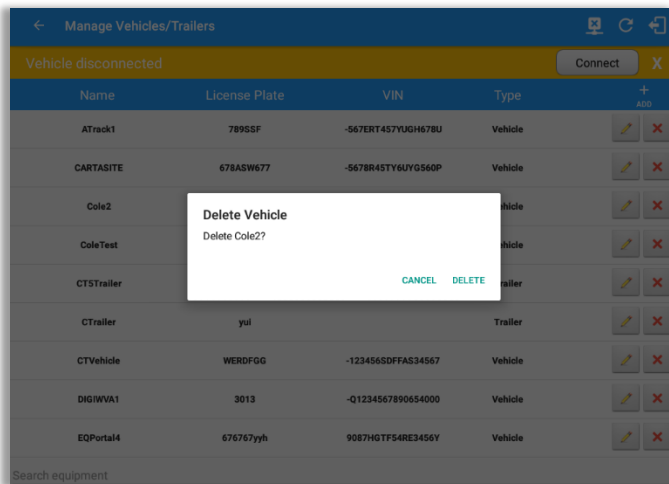 Manage Vehicles/Trailers
Vehicle disconnected Connect X
Name License Plate VIN Type + ADD
ATrack1 789SSF -567ERT457YUGH678U Vehicle
CARTASITE 678ASW677 -5678R45TY6UYG560P Vehicle
Cole2 hicle
Delete Vehicle
Delete Cole2?
ColeTest hicle
CANCEL DELETE
CT5Trailer railer
CTrailer yui Trailer
CTVehicle WERDFGG -123456SDFFAS34567 Vehicle
DIGIWVA1 3013 -Q1234567890654000 Vehicle
EQPortal4 676767yyh 9087HGTF54RE3456Y Vehicle
Search equipment